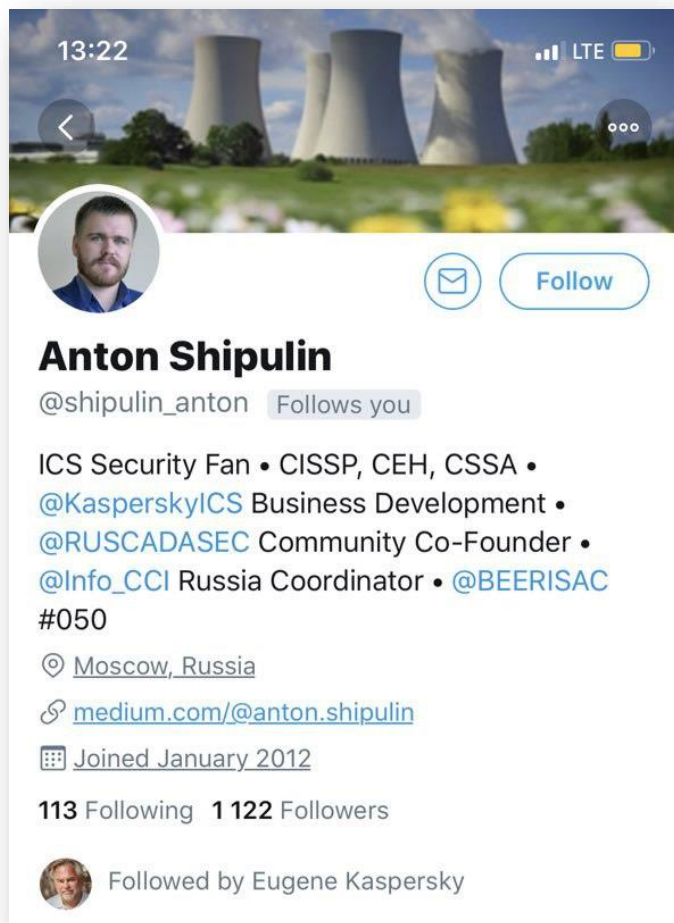 13:22 LTE
Follow
Anton Shipulin
@shipulin_anton Follows you
ICS Security Fan • CISSP, CEH, CSSA •
@KasperskyICS Business Development •
@RUSCADASEC Community Co-Founder •
@Info_CCI Russia Coordinator • @BEERISAC
#050
Moscow, Russia
medium.com/@anton.shipulin
Joined January 2012
113 Following 1 122 Followers
Followed by Eugene Kaspersky